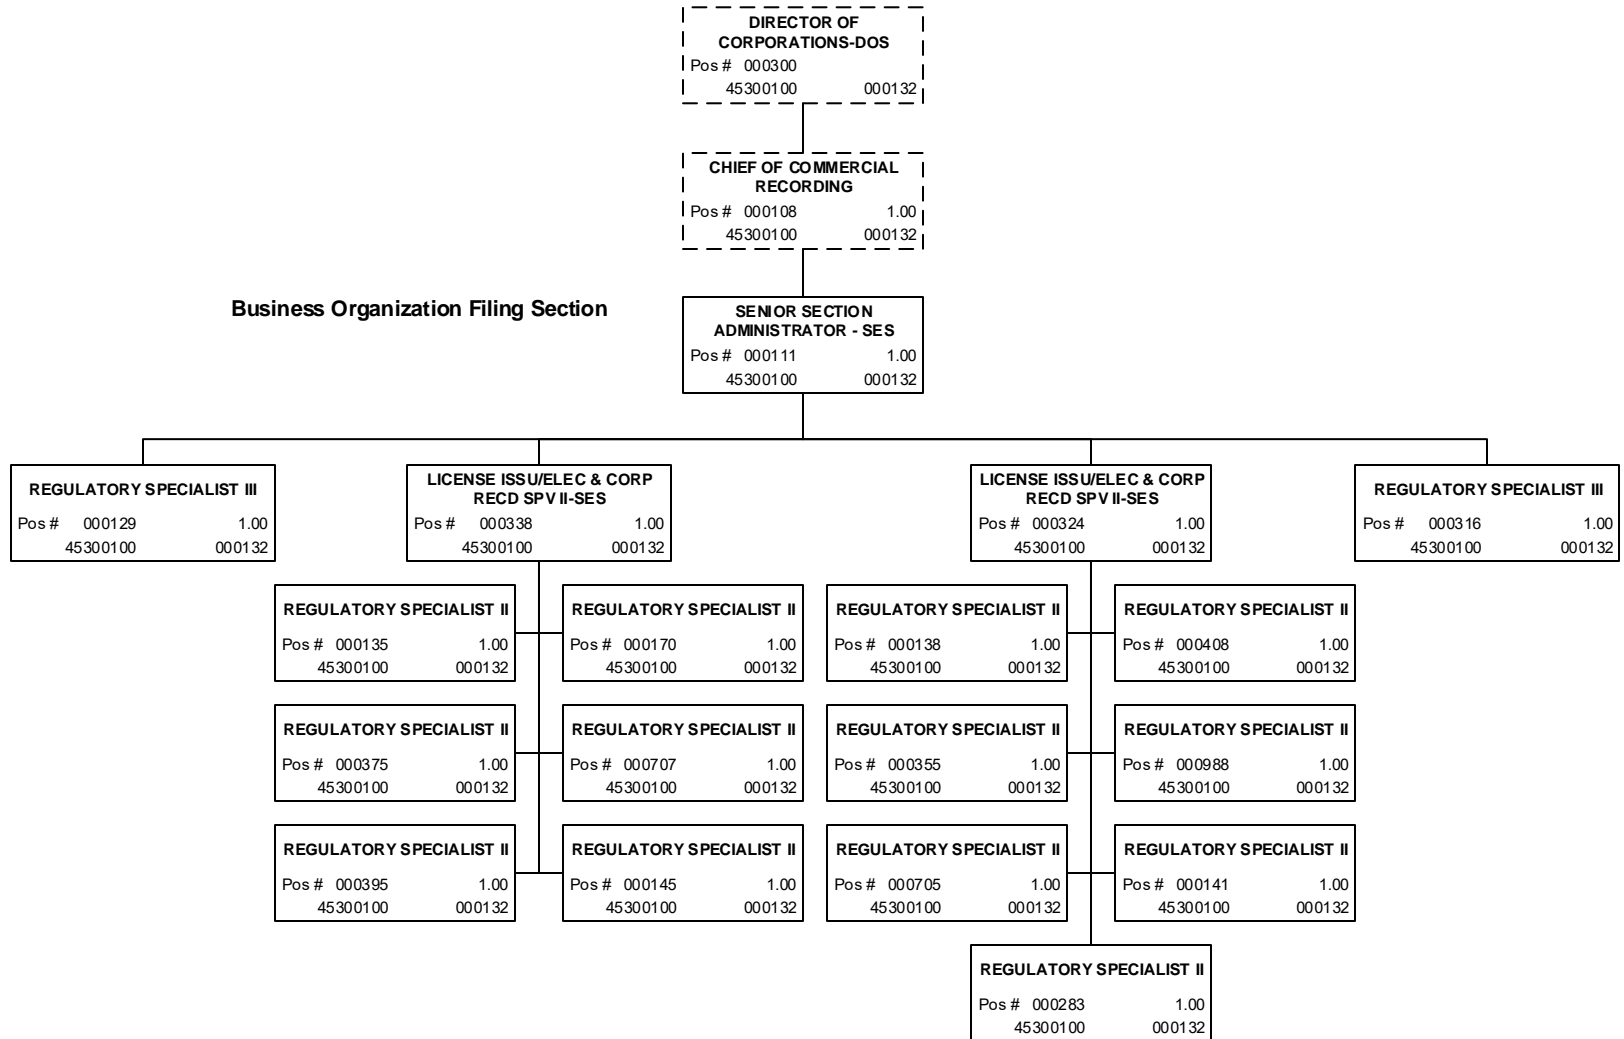 DIRECTOR OF
CORPORATIONS-DOS
Pos # 000300
45300100 000132
CHIEF OF COMMERCIAL
RECORDING
Pos # 000108 1.00
45300100 000132
Business Organization Filing Section
SENIOR SECTION
ADMINISTRATOR - SES
Pos # 000111 1.00
45300100 000132
REGULATORY SPECIALIST III
Pos # 000129 1.00
45300100 000132
LICENSE ISSU/ELEC & CORP
RECD SPV II-SES
Pos # 000338 1.00
45300100 000132
LICENSE ISSU/ELEC & CORP
RECD SPV II-SES
Pos # 000324 1.00
45300100 000132
REGULATORY SPECIALIST III
Pos # 000316 1.00
45300100 000132
REGULATORY SPECIALIST II
Pos # 000135 1.00
45300100 000132
REGULATORY SPECIALIST II
Pos # 000170 1.00
45300100 000132
REGULATORY SPECIALIST II
Pos # 000138 1.00
45300100 000132
REGULATORY SPECIALIST II
Pos # 000408 1.00
45300100 000132
REGULATORY SPECIALIST II
Pos # 000375 1.00
45300100 000132
REGULATORY SPECIALIST II
Pos # 000707 1.00
45300100 000132
REGULATORY SPECIALIST II
Pos # 000355 1.00
45300100 000132
REGULATORY SPECIALIST II
Pos # 000988 1.00
45300100 000132
REGULATORY SPECIALIST II
Pos # 000395 1.00
45300100 000132
REGULATORY SPECIALIST II
Pos # 000145 1.00
45300100 000132
REGULATORY SPECIALIST II
Pos # 000705 1.00
45300100 000132
REGULATORY SPECIALIST II
Pos # 000141 1.00
45300100 000132
REGULATORY SPECIALIST II
Pos # 000283 1.00
45300100 000132